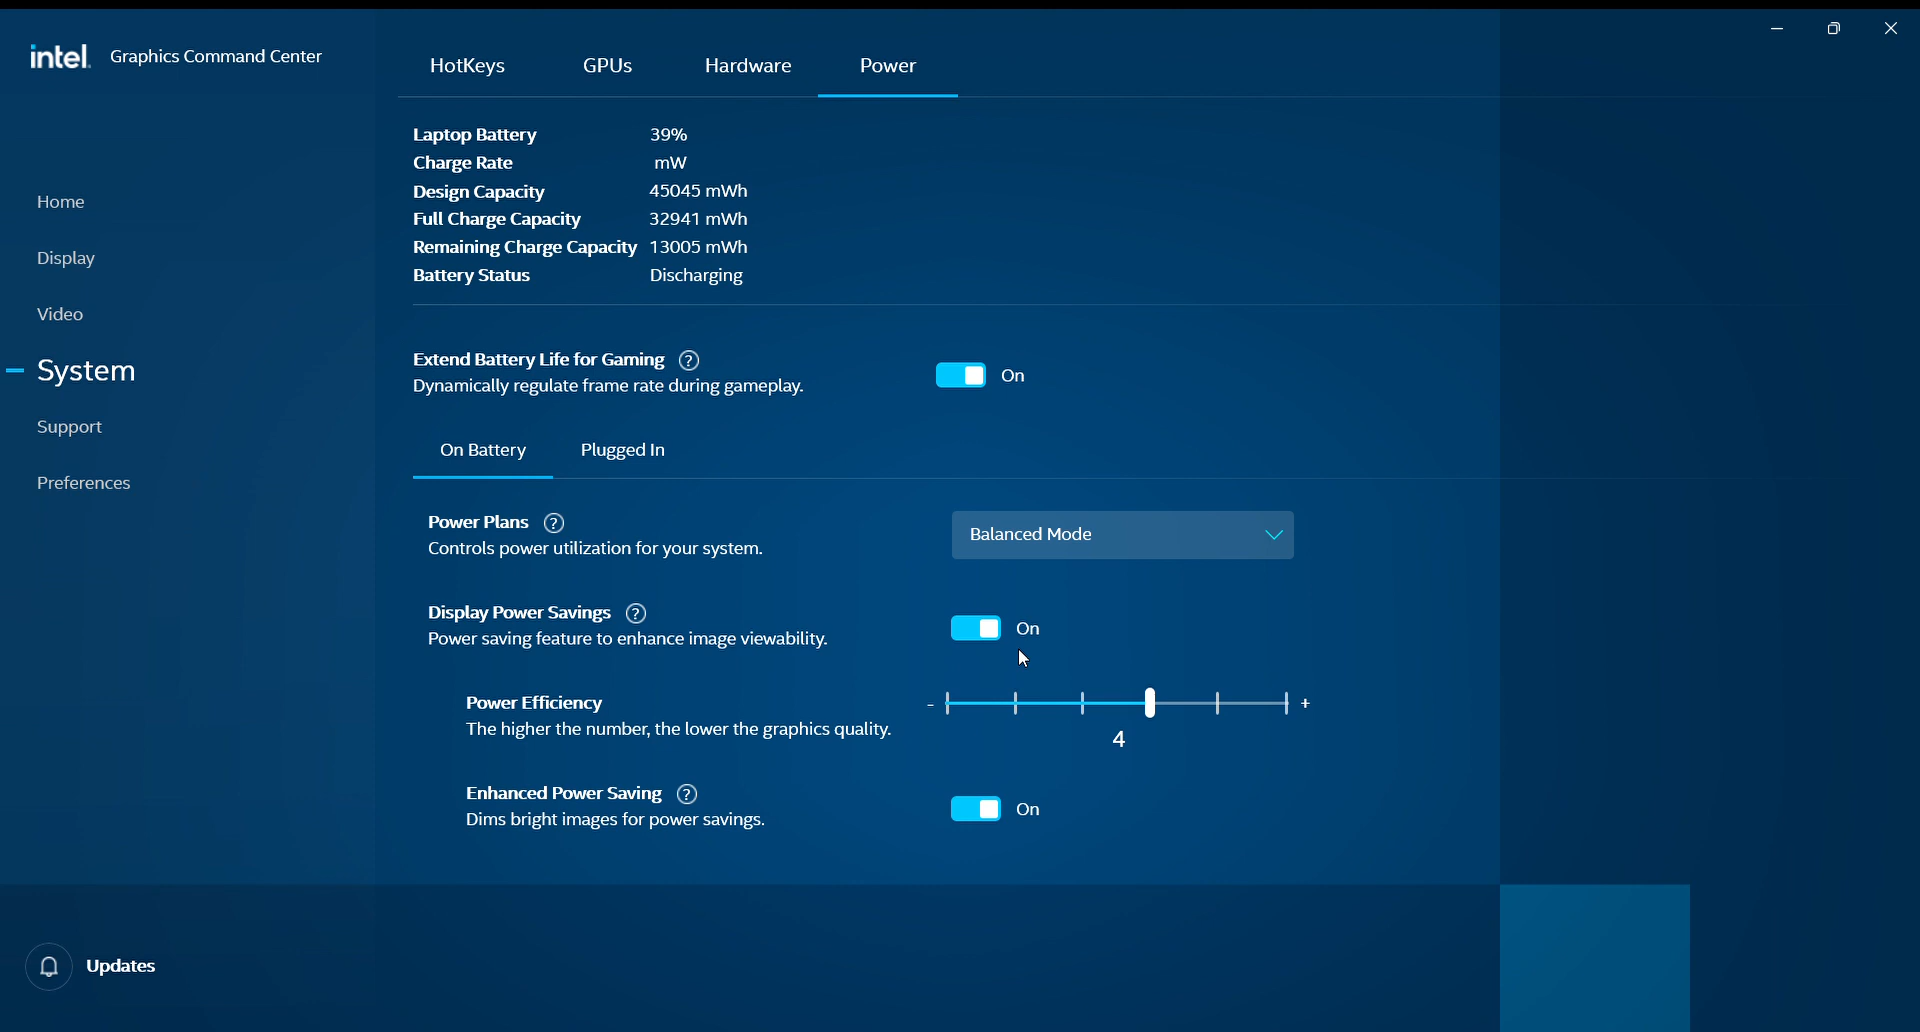 intel. Graphics Command Center
HotKeys GPUs Hardware Power
Laptop Battery 39%
Charge Rate mW
Design Capacity 45045 mWh
Full Charge Capacity 32941 mWh
Remaining Charge Capacity 13005 mWh
Battery Status Discharging
Home
Display
Video
System
Support
Preferences
Extend Battery Life for Gaming ?
Dynamically regulate frame rate during gameplay.
On
On Battery Plugged In
Power Plans ?
Controls power utilization for your system.
Balanced Mode
Display Power Savings ?
Power saving feature to enhance image viewability.
On
Power Efficiency
The higher the number, the lower the graphics quality.
- +
4
Enhanced Power Saving ?
Dims bright images for power savings.
On
Updates